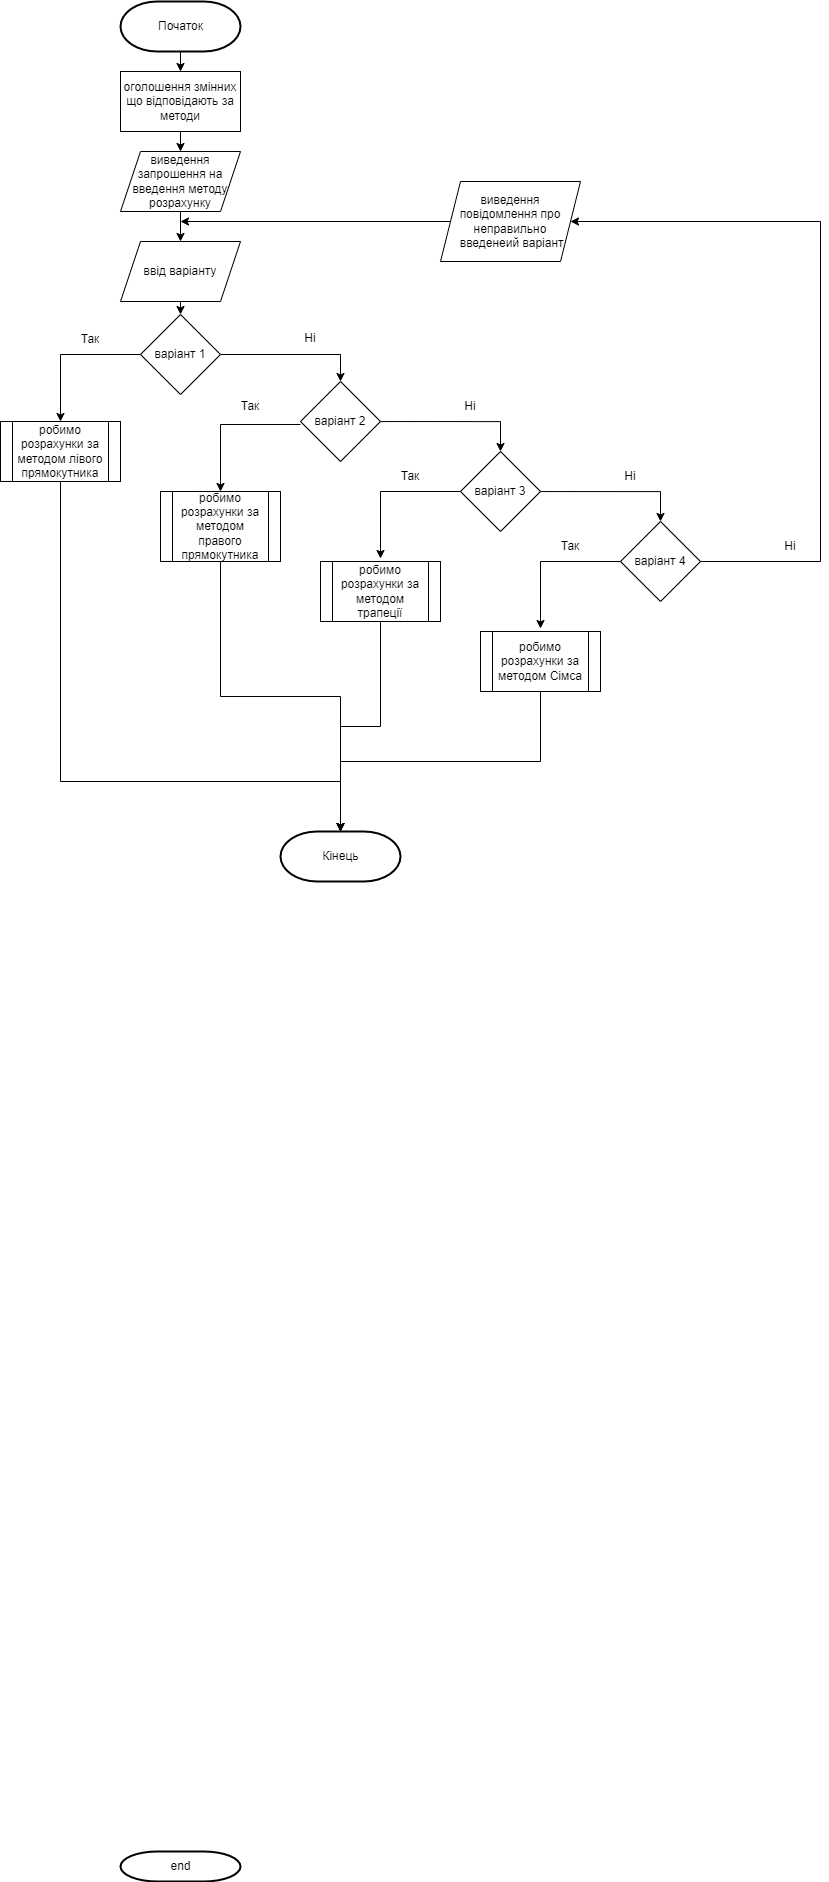 Початок
оголошення змінних
що відповідають за
методи
виведення
запрошення на
введення методу
розрахунку
виведення
повідомлення про
неправильно
введенеий варіант
ввід варіанту
Так
варіант 1
Ні
Так
варіант 2
Ні
робимо
розрахунки за
методом лівого
прямокутника
Так
варіант 3
Ні
робимо
розрахунки за
методом
правого
прямокутника
Так
варіант 4
Ні
робимо
розрахунки за
методом
трапеції
робимо
розрахунки за
методом Сімса
Кінець
end